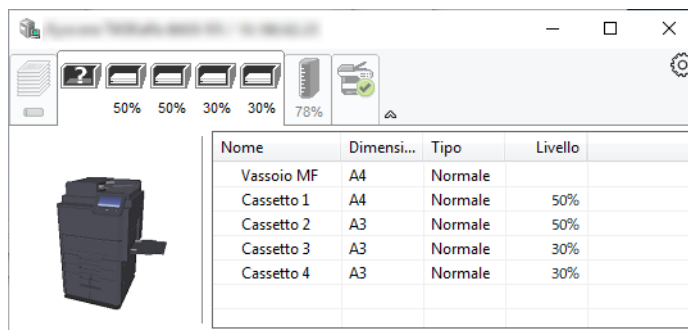 ?
50% 50% 30% 30% 78%
Nome Dimensi... Tipo Livello
Vassoio MF A4 Normale
Cassetto 1 A4 Normale 50%
Cassetto 2 A3 Normale 50%
Cassetto 3 A3 Normale 30%
Cassetto 4 A3 Normale 30%